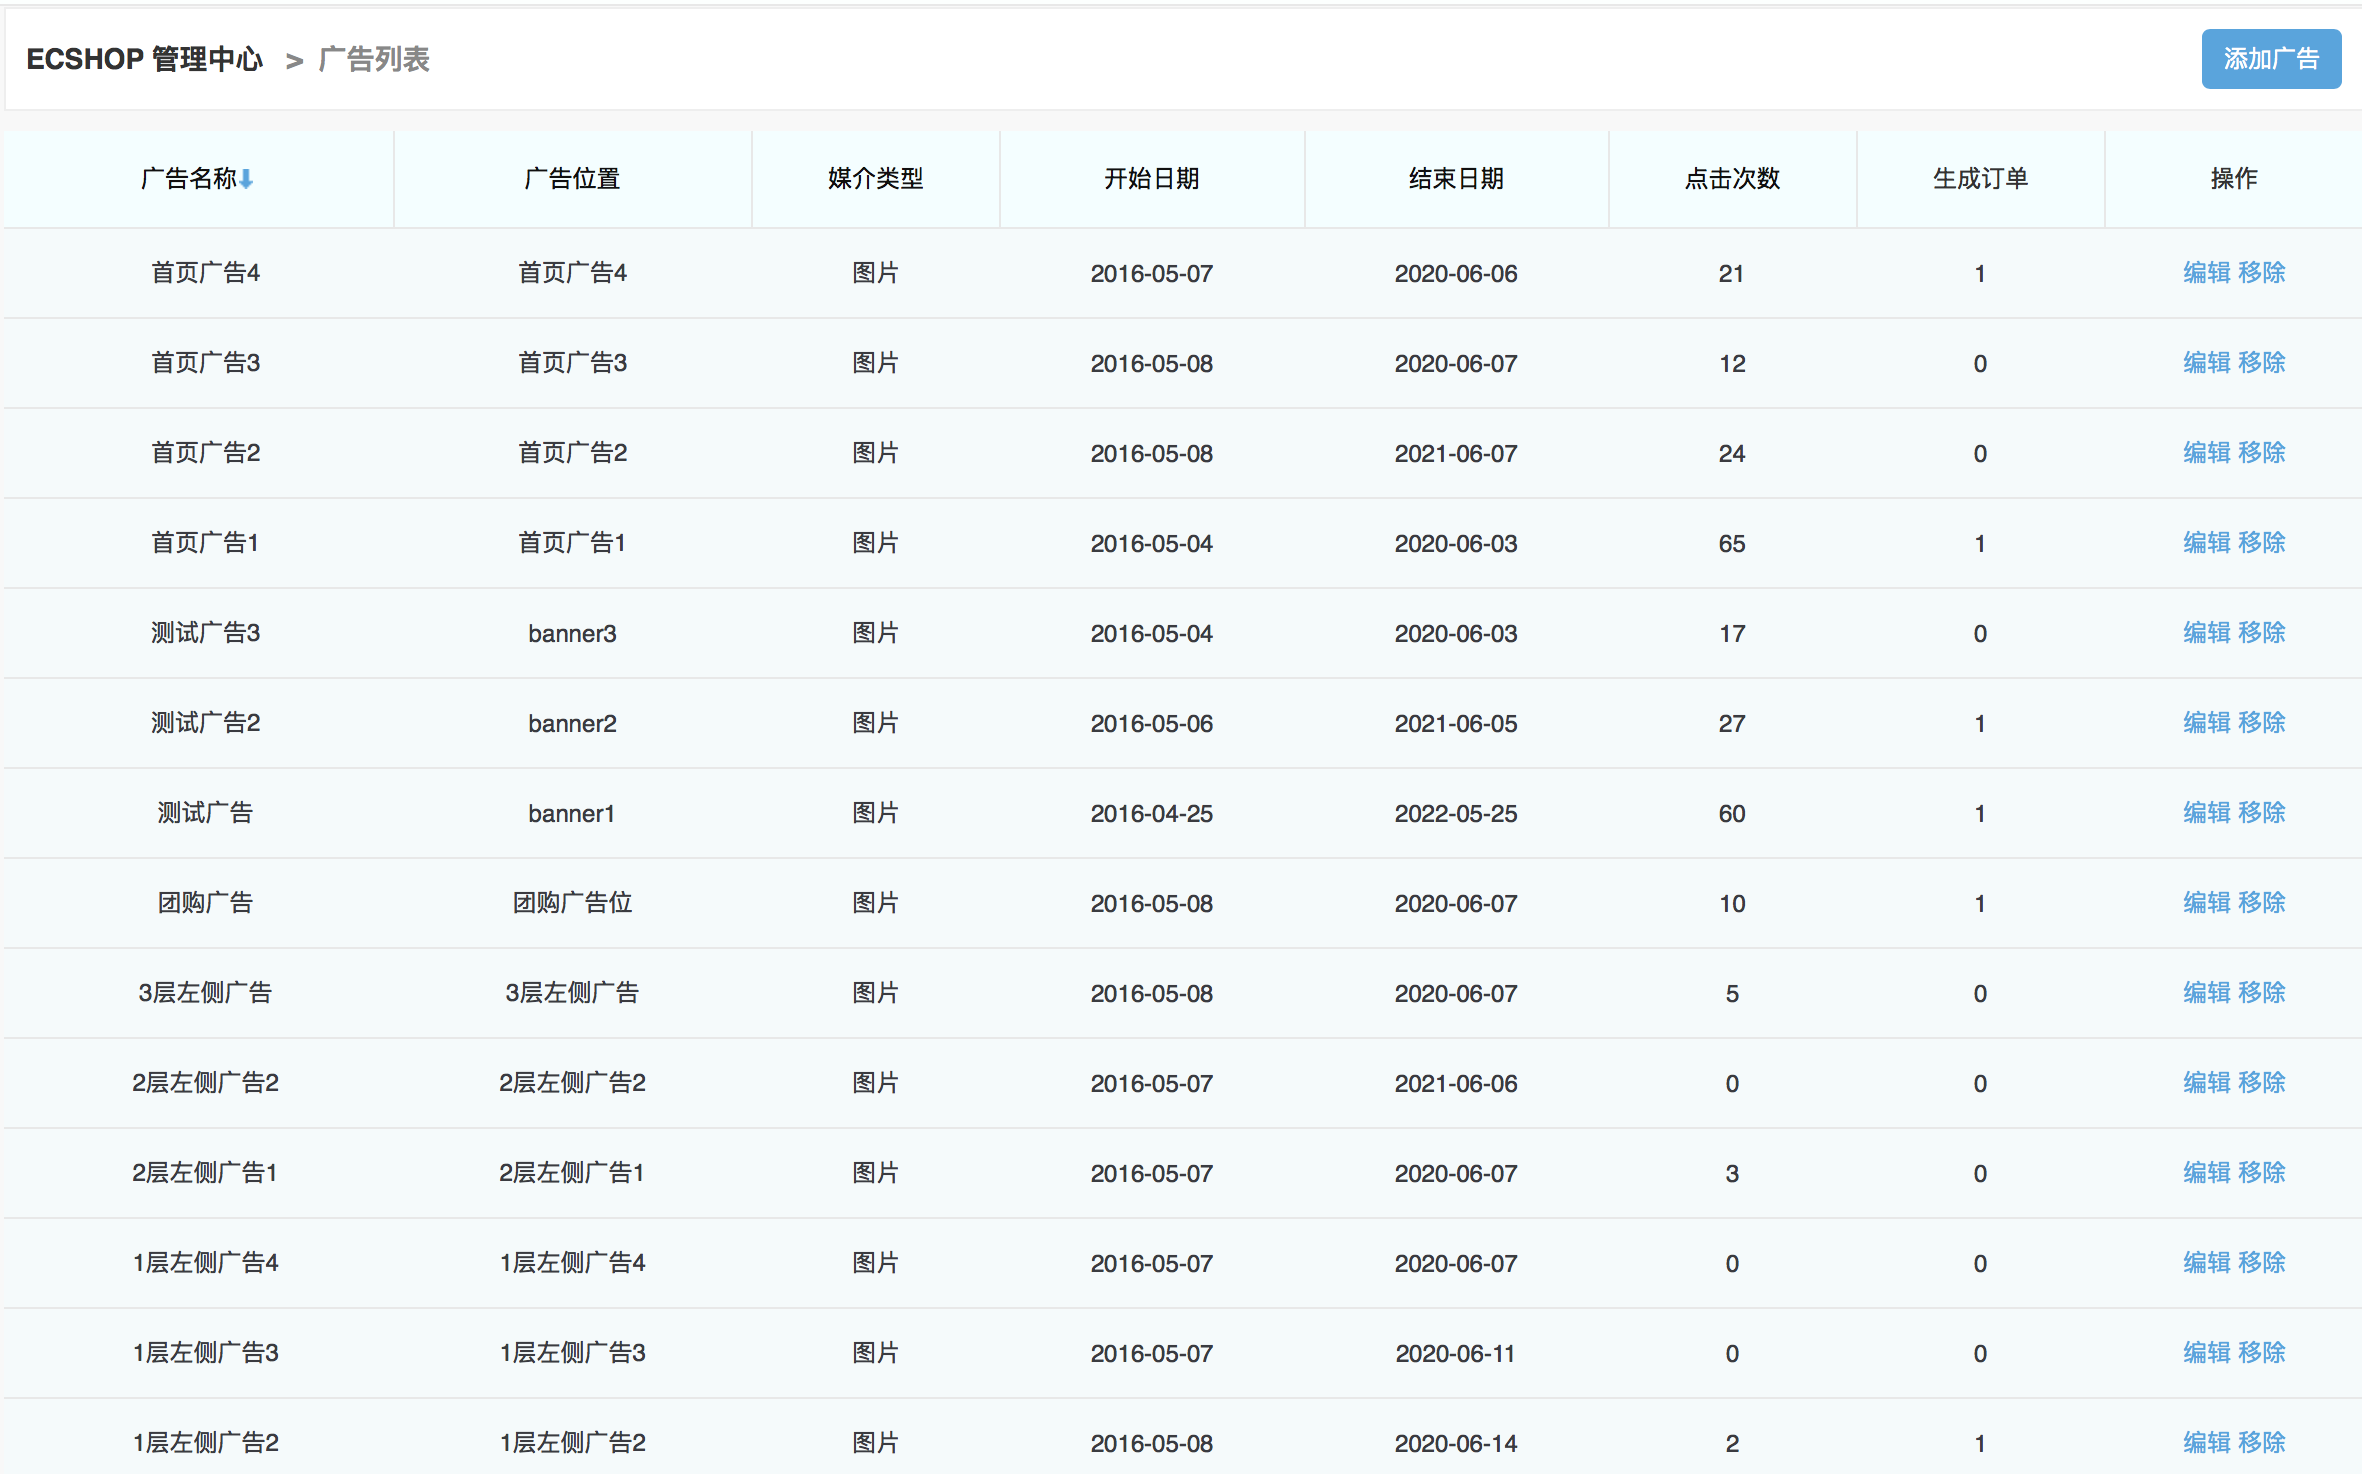 ECSHOP 管理中心 > 广告列表 添加广告
广告名称 广告位置 媒介类型 开始日期 结束日期 点击次数 生成订单 操作
首页广告4 首页广告4 图片 2016-05-07 2020-06-06 21 1 编辑 移除
首页广告3 首页广告3 图片 2016-05-08 2020-06-07 12 0 编辑 移除
首页广告2 首页广告2 图片 2016-05-08 2021-06-07 24 0 编辑 移除
首页广告1 首页广告1 图片 2016-05-04 2020-06-03 65 1 编辑 移除
测试广告3 banner3 图片 2016-05-04 2020-06-03 17 0 编辑 移除
测试广告2 banner2 图片 2016-05-06 2021-06-05 27 1 编辑 移除
测试广告 banner1 图片 2016-04-25 2022-05-25 60 1 编辑 移除
团购广告 团购广告位 图片 2016-05-08 2020-06-07 10 1 编辑 移除
3层左侧广告 3层左侧广告 图片 2016-05-08 2020-06-07 5 0 编辑 移除
2层左侧广告2 2层左侧广告2 图片 2016-05-07 2021-06-06 0 0 编辑 移除
2层左侧广告1 2层左侧广告1 图片 2016-05-07 2020-06-07 3 0 编辑 移除
1层左侧广告4 1层左侧广告4 图片 2016-05-07 2020-06-07 0 0 编辑 移除
1层左侧广告3 1层左侧广告3 图片 2016-05-07 2020-06-11 0 0 编辑 移除
1层左侧广告2 1层左侧广告2 图片 2016-05-08 2020-06-14 2 1 编辑 移除